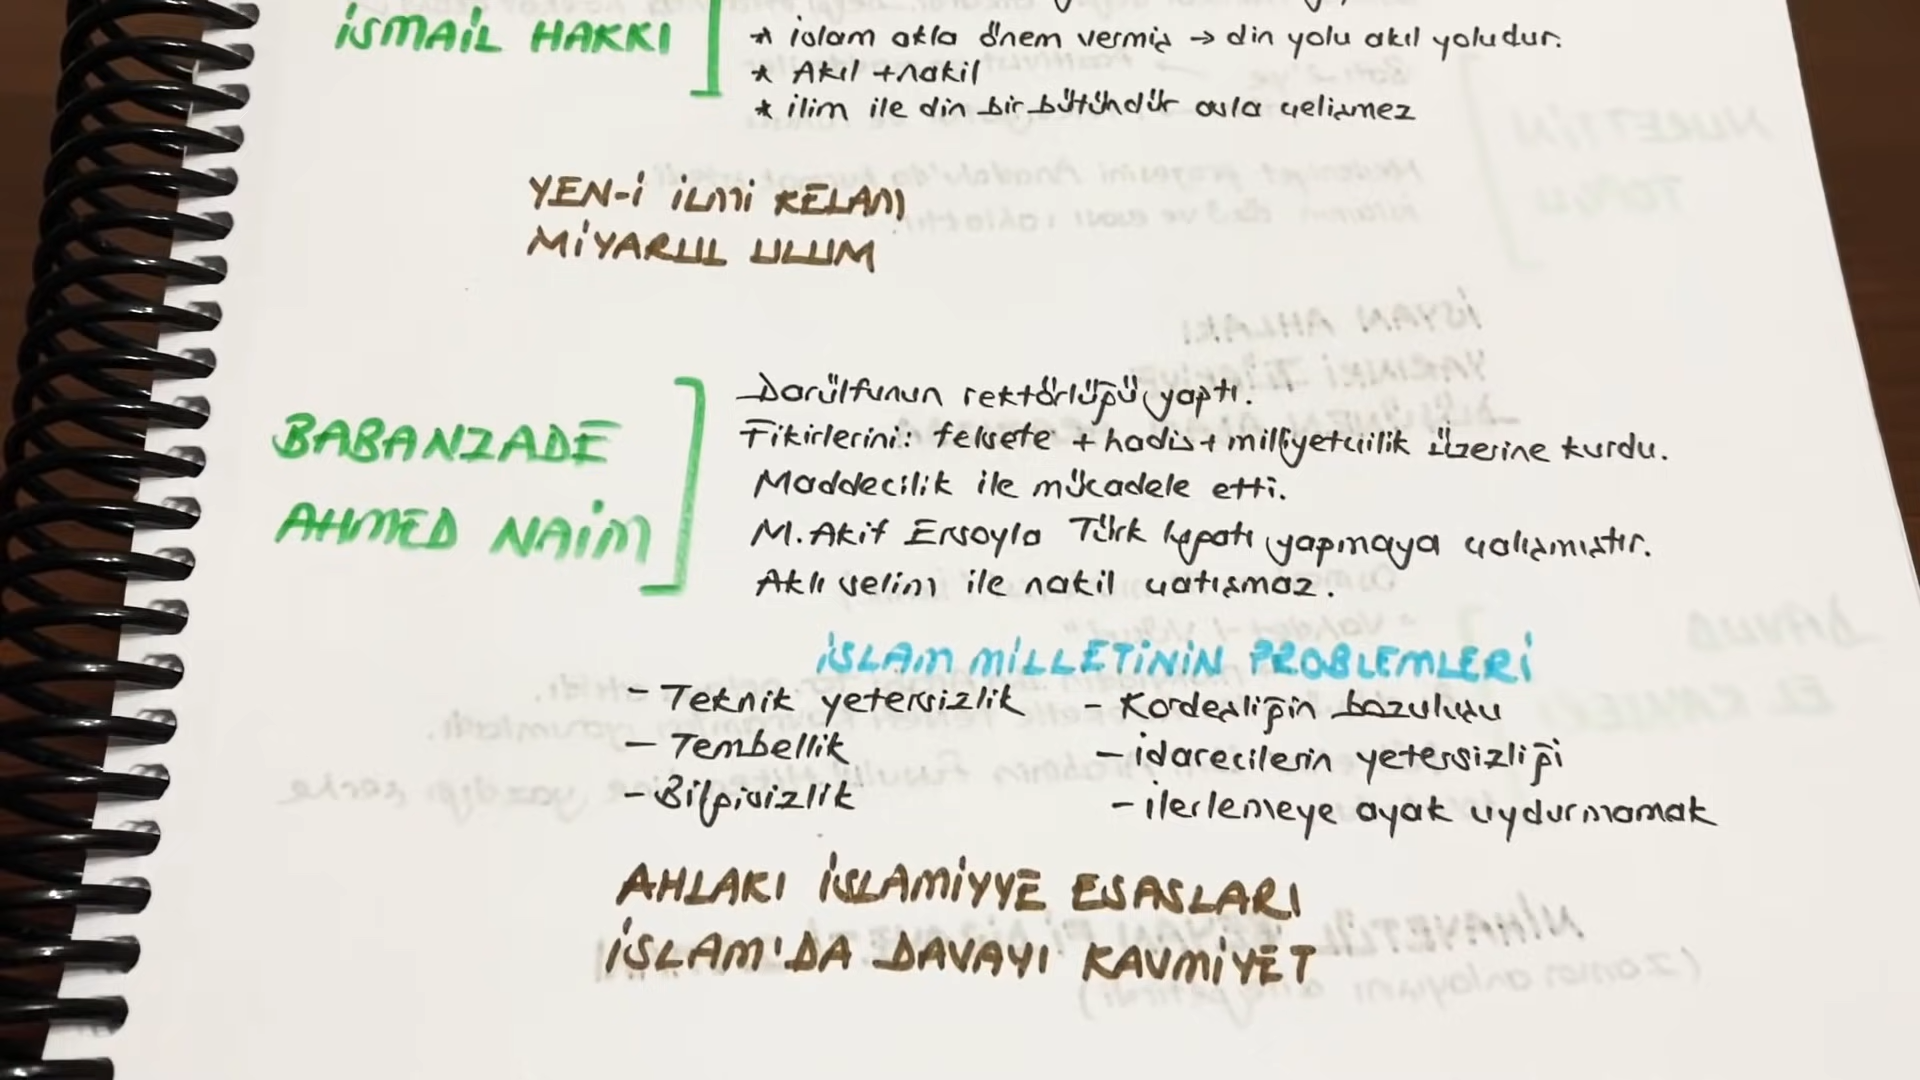 İSMAİL HAKKI
* islam akla önem vermiş → din yolu akıl yoludur.
* Akıl + nakil
* ilim ile din bir bütündür asla çelişmez
YEN-İ İLMİ KELAM
MİYARUL ULUM
BABANZADE
AHMED NAİM
Darülfunun rektörlüğü yaptı.
Fikirlerini: felsefe + hadis + milliyetçilik üzerine kurdu.
Maddecilik ile mücadele etti.
M. Akif Ersoyla Türk yapmaya çalışmıştır.
Aklı selim ile nakil çatışmaz.
İSLAM MİLLETİNİN PROBLEMLERİ
- Teknik yetersizlik
- Tembellik
- Bilgisizlik
- Kardeşliğin bozuluşu
- idarecilerin yetersizliği
- ilerlemeye ayak uydurmamak
AHLAKI İSLAMİYYE ESASLARI
İSLAM'DA DAVAYI KAVMİYET